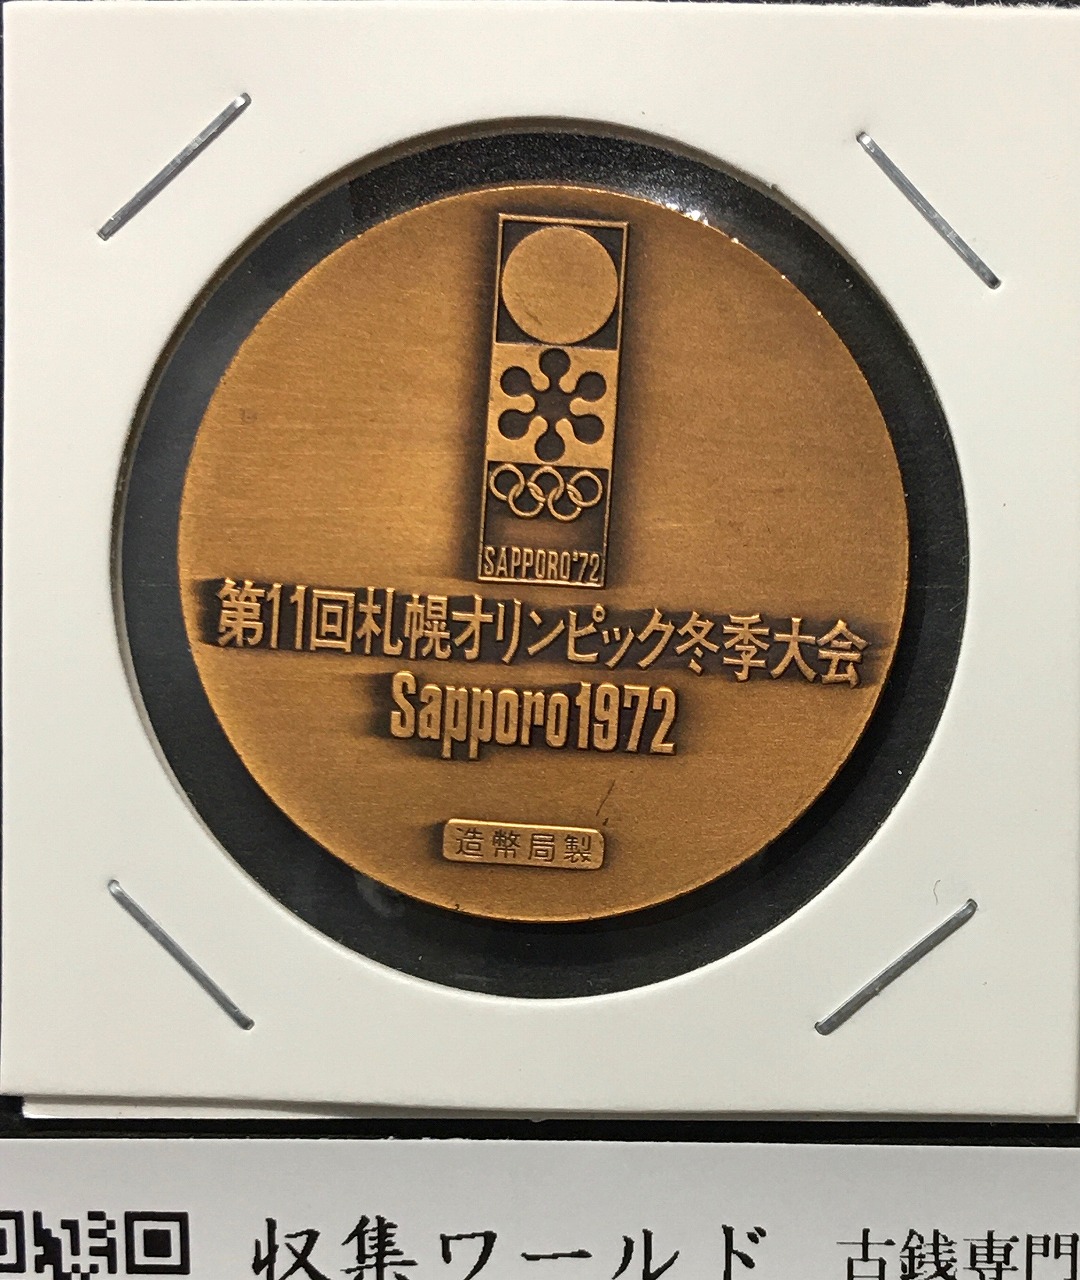 SAPPORO'72
第11回札幌オリンピック冬季大会
Sapporo1972
造幣局製
収集ワールド 古銭専門